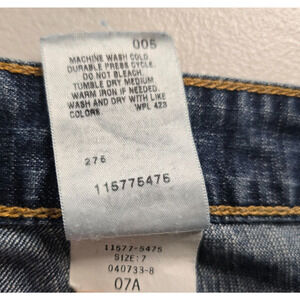 005
MACHINE WASH COLD
DURABLE PRESS CYCLE.
DO NOT BLEACH.
TUMBLE DRY MEDIUM
WARM IRON IF NEEDED.
WASH AND DRY WITH LIKE
COLORS WPL 423
276
115775476
11577-5475
SIZE: 7
040733-8
07A